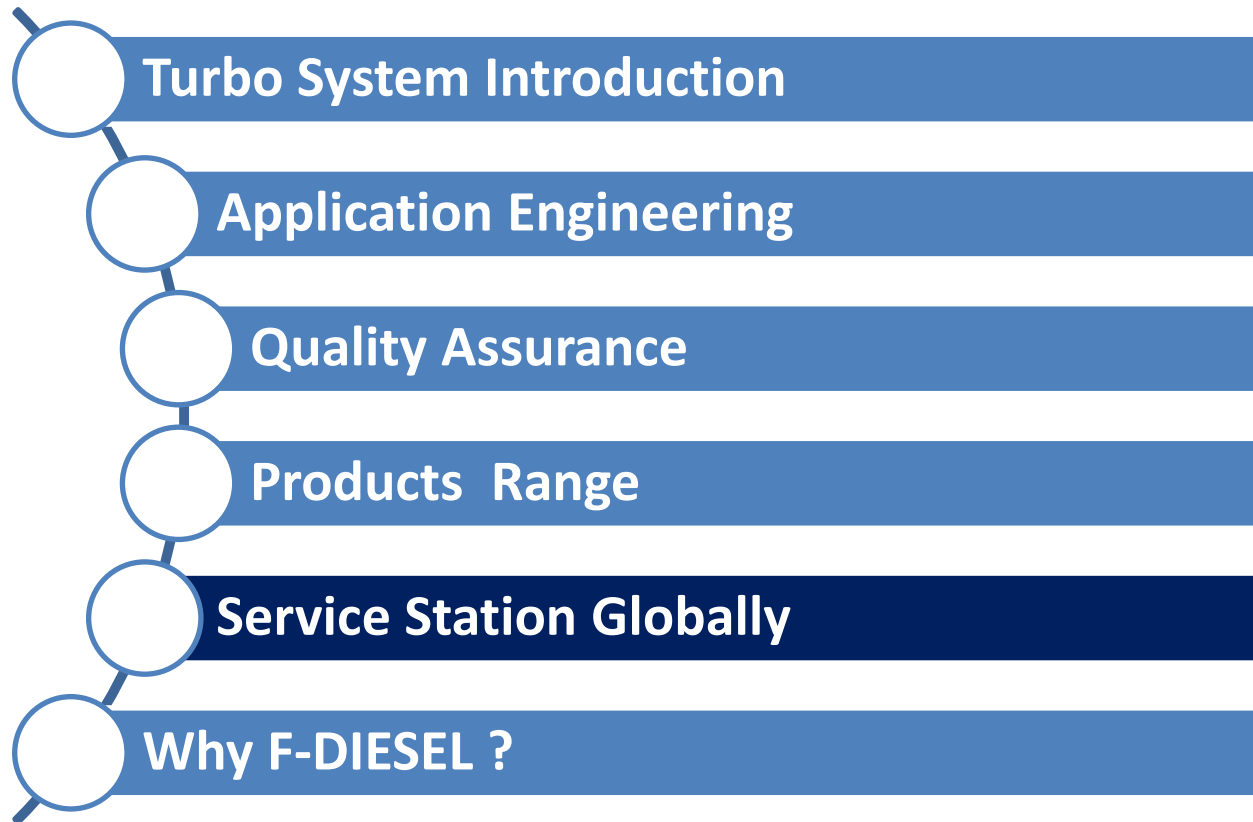 Turbo System Introduction
Application Engineering
Quality Assurance
Products  Range
Service Station Globally
Why F-DIESEL ?